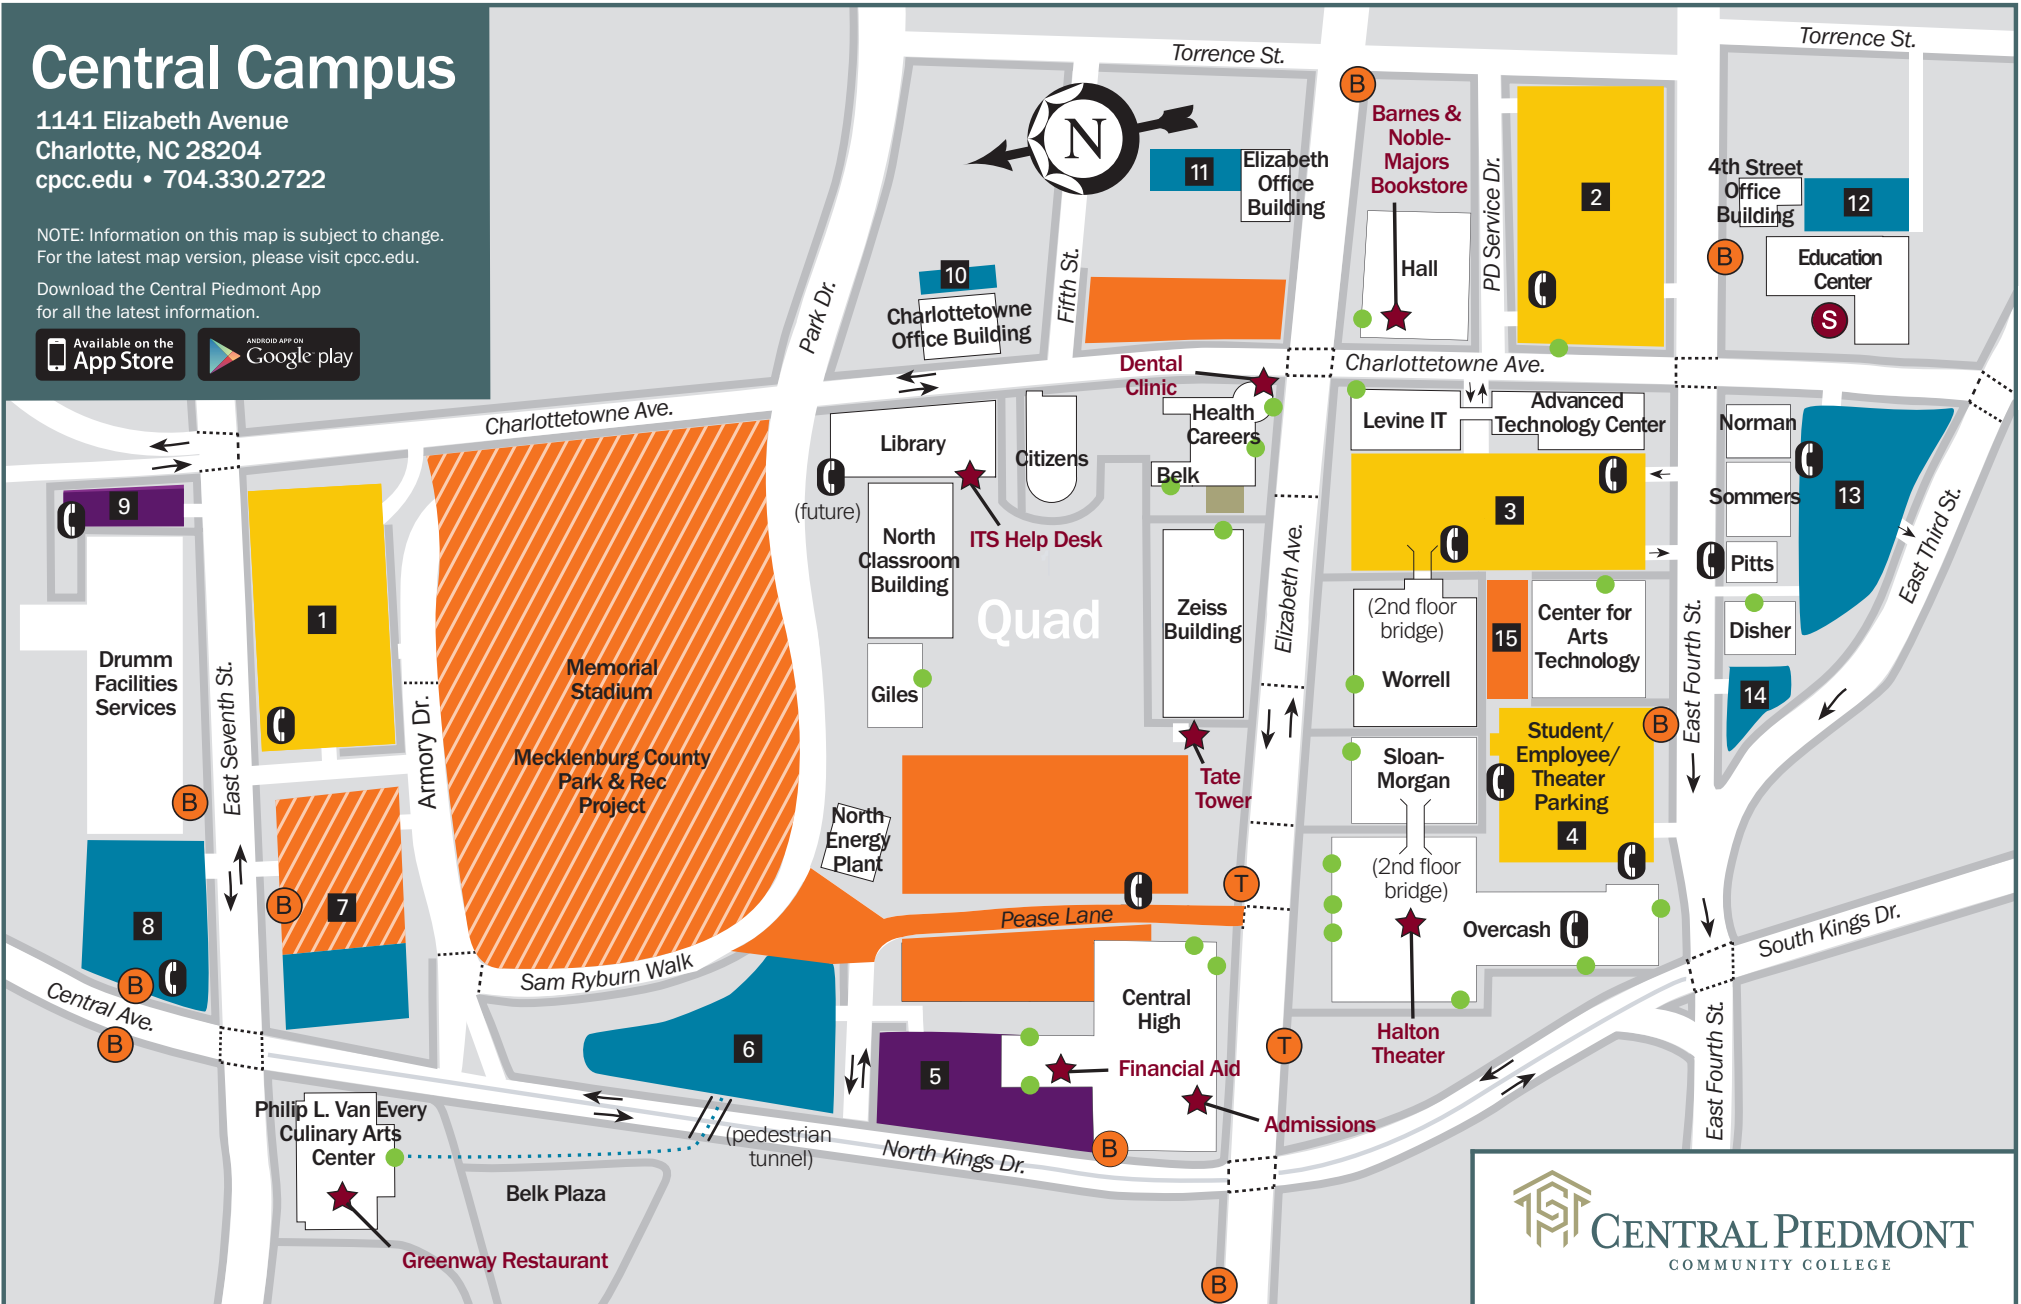 Central Campus
1141 Elizabeth Avenue
Charlotte, NC 28204
cpcc.edu • 704.330.2722
NOTE: Information on this map is subject to change.
For the latest map version, please visit cpcc.edu.
Download the Central Piedmont App
for all the latest information.
Available on the
App Store
ANDROID APP ON
Google play
Torrence St.
Torrence St.
N
B
Barnes &
Noble-
Majors
Bookstore
Hall
PD Service Dr.
2
11
Elizabeth
Office
Building
4th Street
Office
Building
12
B
Education
Center
S
Park Dr.
Fifth St.
10
Charlottetowne
Office Building
Charlottetowne Ave.
Charlottetowne Ave.
Dental
Clinic
Health
Careers
Belk
Library
Citizens
(future)
ITS Help Desk
North
Classroom
Building
Giles
Quad
Zeiss
Building
Tate
Tower
Elizabeth Ave.
Levine IT
Advanced
Technology Center
3
Norman
Sommers
Pitts
Disher
13
14
East Third St.
East Fourth St.
(2nd floor
bridge)
Worrell
15
Center for
Arts
Technology
Sloan-
Morgan
Student/
Employee/
Theater
Parking
4
B
(2nd floor
bridge)
Overcash
Halton
Theater
South Kings Dr.
East Fourth St.
9
Drumm
Facilities
Services
East Seventh St.
1
Armory Dr.
Memorial
Stadium
Mecklenburg County
Park & Rec
Project
North
Energy
Plant
B
8
B
B
B
7
Central Ave.
Sam Ryburn Walk
Pease Lane
T
T
6
5
Central
High
Financial Aid
Admissions
B
B
North Kings Dr.
(pedestrian
tunnel)
Philip L. Van Every
Culinary Arts
Center
Belk Plaza
Greenway Restaurant
CENTRAL PIEDMONT
COMMUNITY COLLEGE